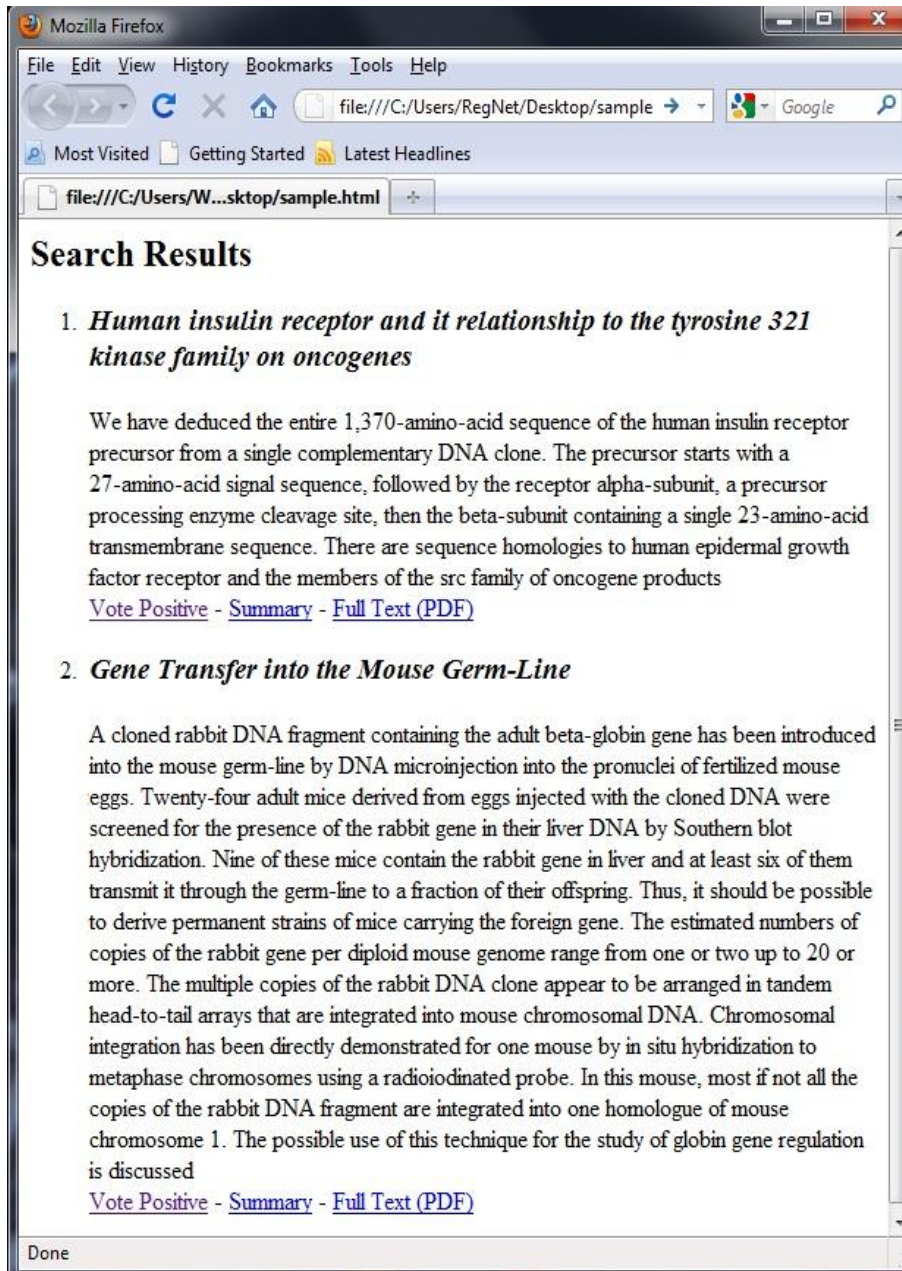 Mozilla Firefox
File Edit View History Bookmarks Tools Help
file:///C:/Users/RegNet/Desktop/sample Google
Most Visited Getting Started Latest Headlines
file:///C:/Users/W...sktop/sample.html
Search Results
1. Human insulin receptor and it relationship to the tyrosine 321
kinase family on oncogenes
We have deduced the entire 1,370-amino-acid sequence of the human insulin receptor
precursor from a single complementary DNA clone. The precursor starts with a
27-amino-acid signal sequence, followed by the receptor alpha-subunit, a precursor
processing enzyme cleavage site, then the beta-subunit containing a single 23-amino-acid
transmembrane sequence. There are sequence homologies to human epidermal growth
factor receptor and the members of the src family of oncogene products
Vote Positive - Summary - Full Text (PDF)
2. Gene Transfer into the Mouse Germ-Line
A cloned rabbit DNA fragment containing the adult beta-globin gene has been introduced
into the mouse germ-line by DNA microinjection into the pronuclei of fertilized mouse
eggs. Twenty-four adult mice derived from eggs injected with the cloned DNA were
screened for the presence of the rabbit gene in their liver DNA by Southern blot
hybridization. Nine of these mice contain the rabbit gene in liver and at least six of them
transmit it through the germ-line to a fraction of their offspring. Thus, it should be possible
to derive permanent strains of mice carrying the foreign gene. The estimated numbers of
copies of the rabbit gene per diploid mouse genome range from one or two up to 20 or
more. The multiple copies of the rabbit DNA clone appear to be arranged in tandem
head-to-tail arrays that are integrated into mouse chromosomal DNA. Chromosomal
integration has been directly demonstrated for one mouse by in situ hybridization to
metaphase chromosomes using a radioiodinated probe. In this mouse, most if not all the
copies of the rabbit DNA fragment are integrated into one homologue of mouse
chromosome 1. The possible use of this technique for the study of globin gene regulation
is discussed
Vote Positive - Summary - Full Text (PDF)
Done